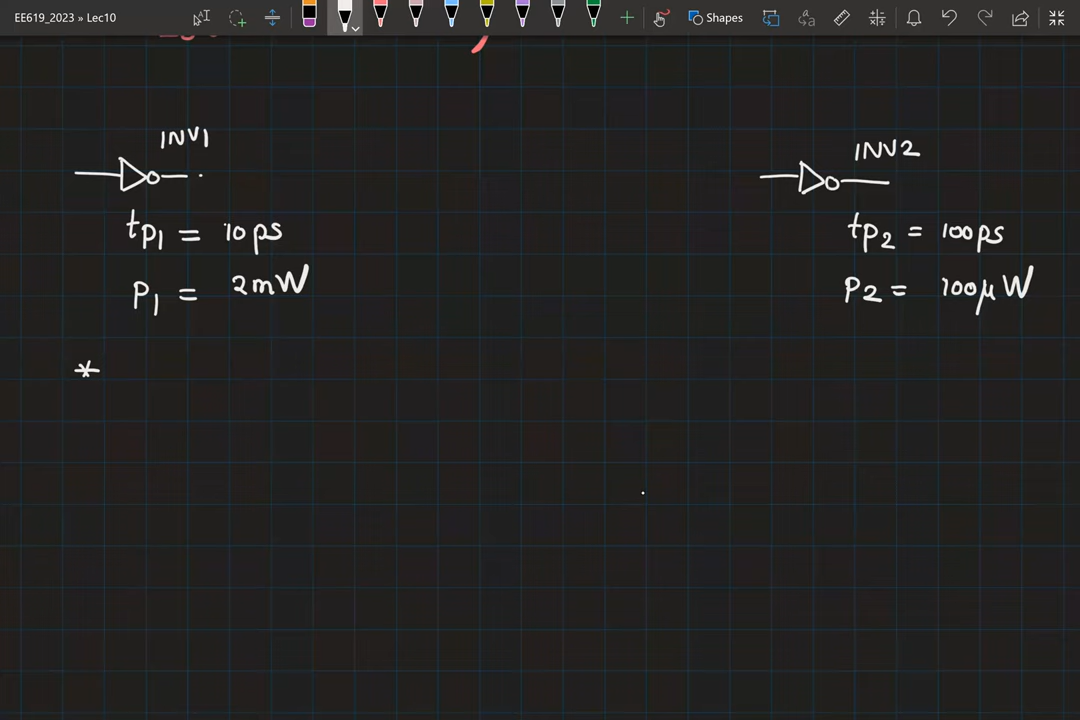 EE619_2023 » Lec10
Shapes
INV1
tp1 = 10ps
P1 = 2mW
*
INV2
tp2 = 100ps
P2 = 100μW